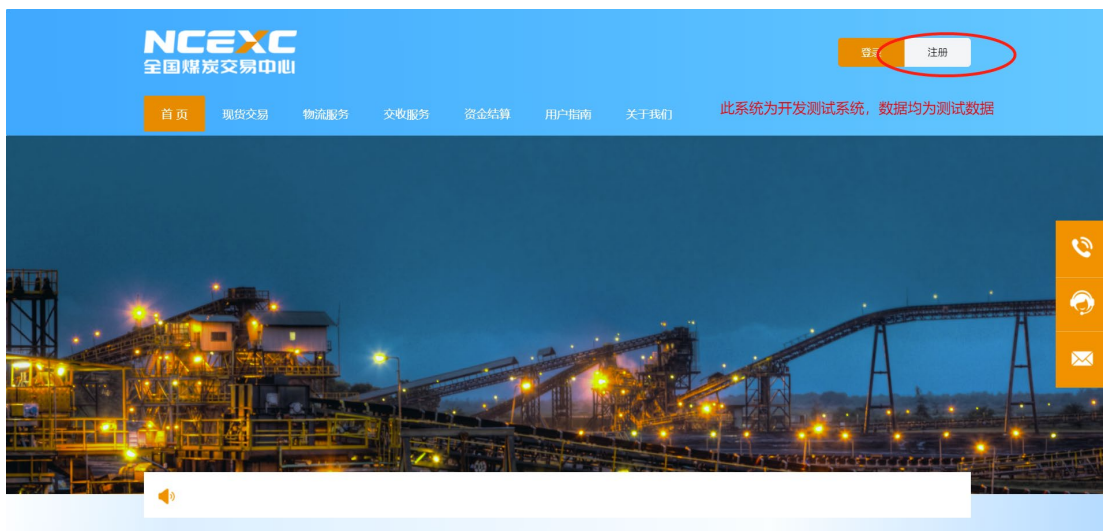 NCEXC
全国煤炭交易中心
登录
注册
首页
现货交易
物流服务
交收服务
资金结算
用户指南
关于我们
此系统为开发测试系统，数据均为测试数据